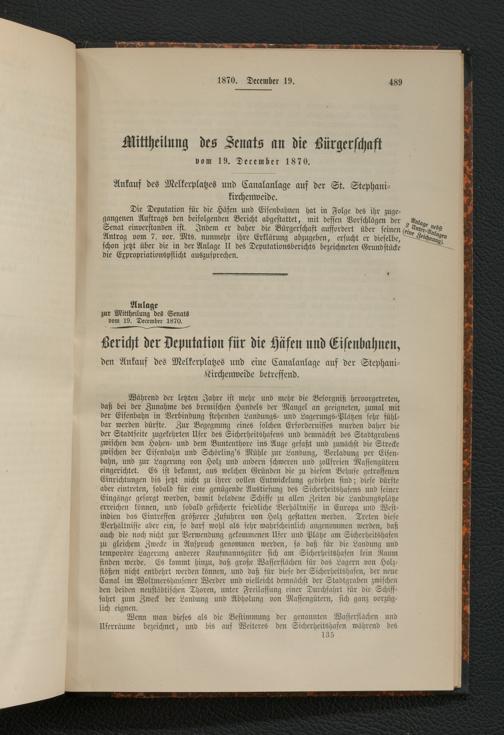 1870. December 19.
489
Mittheilung des Senats an die Bürgerschaft
vom 19. December 1870.
Ankauf des Melkerplatzes und Canalanlage auf der St. Stephani-
kirchenweide.
Die Deputation für die Häfen und Eisenbahnen hat in Folge des ihr zuge-
gangenen Auftrags den beifolgenden Bericht abgestattet, mit dessen Vorschlägen der
Senat einverstanden ist. Indem er daher die Bürgerschaft auffordert über seinen
Antrag vom 7. vor. Mts. nunmehr ihre Erklärung abzugeben, ersucht er dieselbe,
schon jetzt über die in der Anlage II des Deputationsberichts bezeichneten Grundstücke
die Expropriationspflicht auszusprechen.
Anlage nebst
2 Unter-Anlagen
(eine Zeichnung).
Anlage
zur Mittheilung des Senats
vom 19. December 1870.
Bericht der Deputation für die Häfen und Eisenbahnen,
den Ankauf des Melkerplatzes und eine Canalanlage auf der Stephani-
Kirchenweide betreffend.
Während der letzten Jahre ist mehr und mehr die Besorgniß hervorgetreten,
daß bei der Zunahme des bremischen Handels der Mangel an geeigneten, zumal mit
der Eisenbahn in Verbindung stehenden Landungs- und Lagerungs-Plätzen sehr fühl-
bar werden dürfte. Zur Begegnung eines solchen Erfordernisses wurden daher die
der Stadtseite zugekehrten Ufer des Sicherheitshafens und demnächst des Stadtgrabens
zwischen dem Hohen- und dem Buntenthore ins Auge gefaßt und zunächst die Strecke
zwischen der Eisenbahn und Schörling's Mühle zur Landung, Verladung per Eisen-
bahn, und zur Lagerung von Holz und andern schweren und zollfreien Massengütern
eingerichtet. Es ist bekannt, aus welchen Gründen die zu diesem Behufe getroffenen
Einrichtungen bis jetzt nicht zu ihrer vollen Entwickelung gediehen sind; diese dürfte
aber eintreten, sobald für eine genügende Austiefung des Sicherheitshafens und seiner
Eingänge gesorgt worden, damit beladene Schiffe zu allen Zeiten die Landungsplätze
erreichen können, und sobald gesicherte friedliche Verhältnisse in Europa und West-
indien das Eintreffen größerer Zufuhren von Holz gestatten werden. Treten diese
Verhältnisse aber ein, so darf wohl als sehr wahrscheinlich angenommen werden, daß
auch die noch nicht zur Verwendung gekommenen Ufer und Plätze am Sicherheitshafen
zu gleichem Zwecke in Anspruch genommen werden, so daß für die Landung und
temporäre Lagerung anderer Kaufmannsgüter sich am Sicherheitshafen kein Raum
finden werde. Es kommt hinzu, daß große Wasserflächen für das Lagern von Holz-
flößen nicht entbehrt werden können, und daß für diese der Sicherheitshafen, der neue
Canal im Woltmershausener Werder und vielleicht demnächst der Stadtgraben zwischen
den beiden neustädtischen Thoren, unter Freilassung einer Durchfahrt für die Schiff-
fahrt zum Zweck der Landung und Abholung von Massengütern, sich ganz vorzüg-
lich eignen.
Wenn man dieses als die Bestimmung der genannten Wasserflächen und
Uferräume bezeichnet, und bis auf Weiteres den Sicherheitshafen während des
135